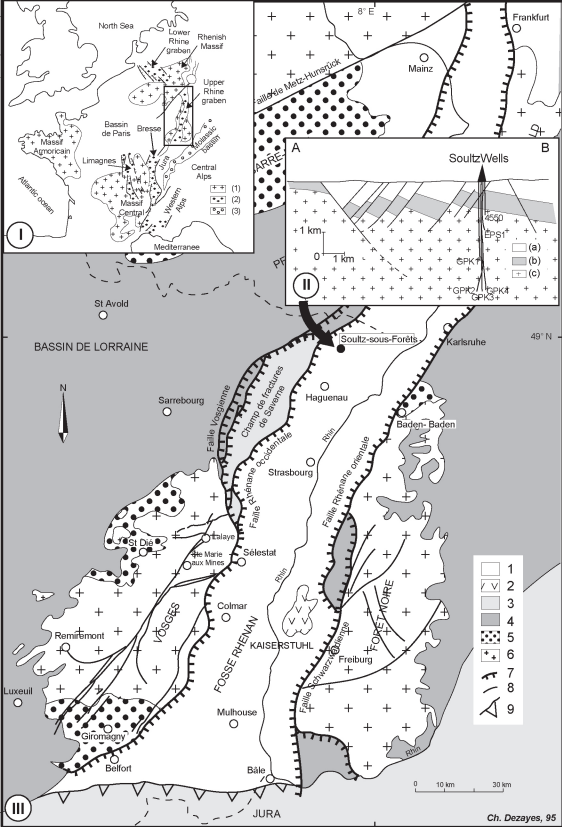 North Sea
Lower
Rhine
graben
Rhenish
Massif
Upper
Rhine
graben
Bassin
de Paris
Bresse
Massif
Armoricain
Limagnes
Jura
Molassic
basin
Central
Alps
Western
Alps
Massif
Central
Atlantic ocean
Mediterranee
(1)
(2)
(3)
I
8° E
Frankfurt
Mainz
Faille de Metz-Hunsrück
A
B
Soultz Wells
4550
EPS1
GPK1
GPK2
GPK4
GPK3
1 km
0
1 km
(a)
(b)
(c)
II
St Avold
BASSIN DE LORRAINE
49° N
Soultz-sous-Forêts
Karlsruhe
N
Sarrebourg
Faille Vosgienne
Champ de fractures
de Saverne
Haguenau
Baden-Baden
Rhin
Faille Rhénane occidentale
Strasbourg
Faille Rhénane orientale
Lalaye
St Dié
Ste Marie
aux Mines
Sélestat
Rhin
VOSGES
Colmar
FOSSE RHENAN
KAISERSTUHL
FORET NOIRE
Remiremont
Freiburg
Faille Schwarzwaldienne
Luxeuil
Mulhouse
Giromagny
Belfort
Bâle
Rhin
JURA
1
2
3
4
5
6
7
8
9
0 10 km 30 km
III
Ch. Dezayes, 95